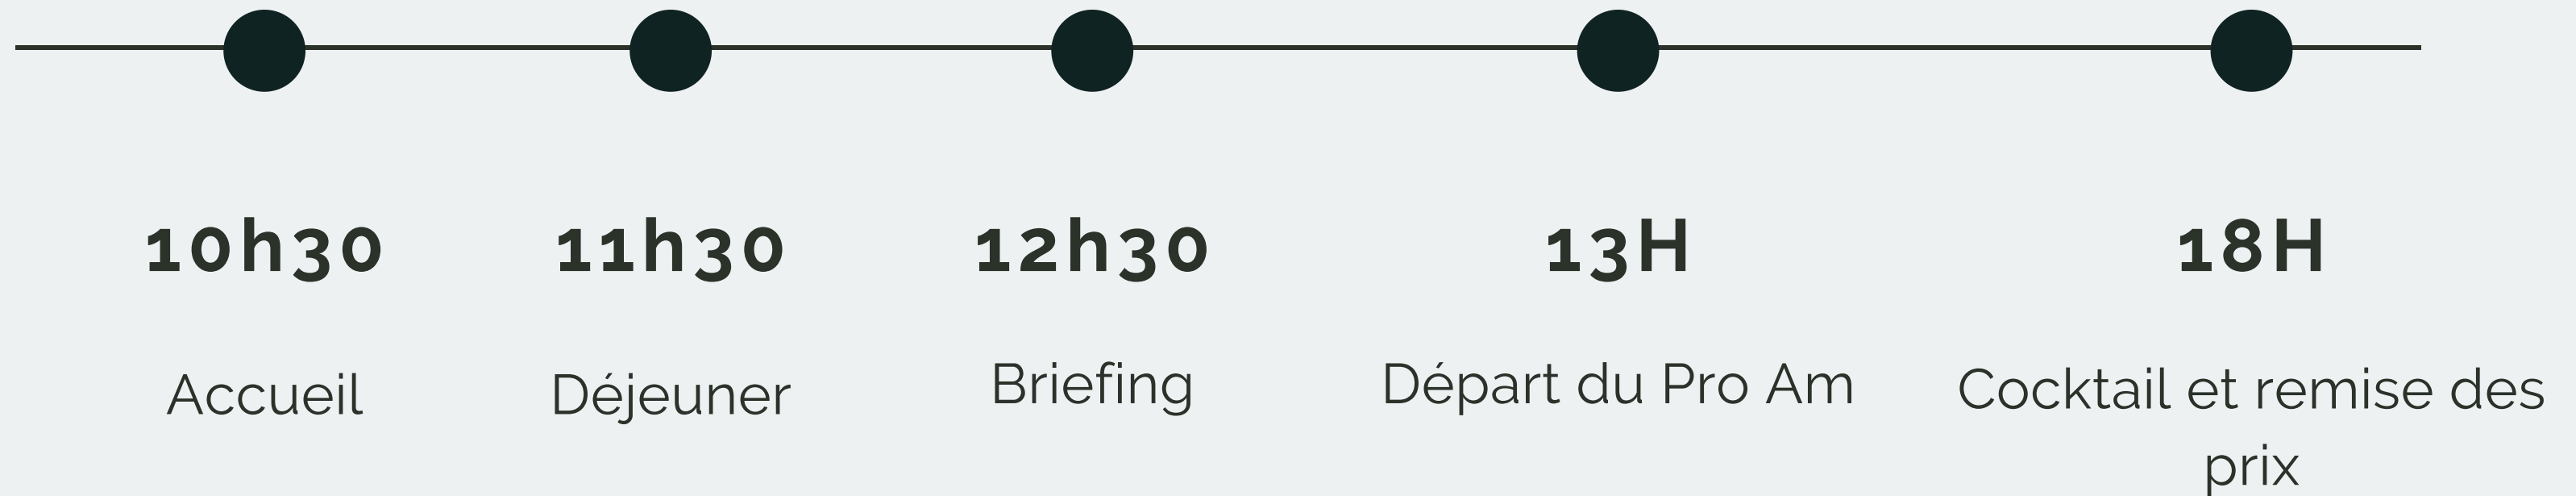 10h30
Accueil
11h30
Déjeuner
12h30
Briefing
13H
Départ du Pro Am
18H
Cocktail et remise des
prix